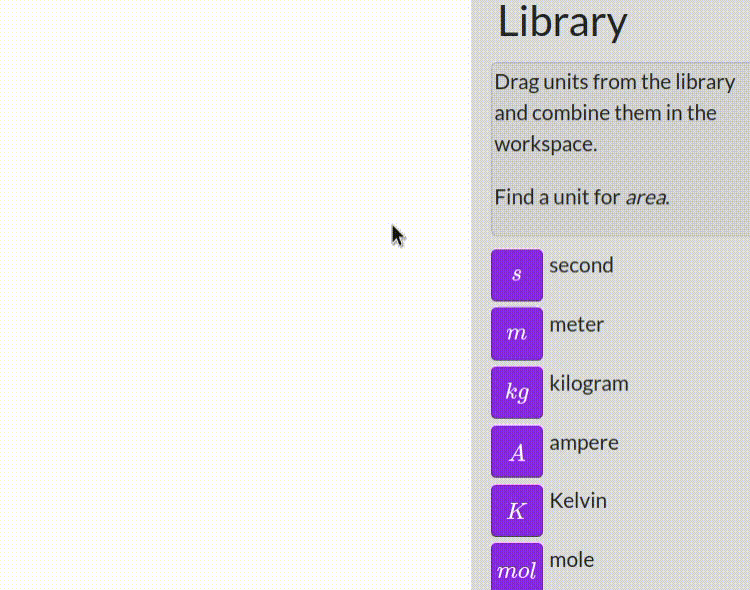 Library
Drag units from the library
and combine them in the
workspace.
Find a unit for area.
s second
m meter
kg kilogram
A ampere
K Kelvin
mol mole